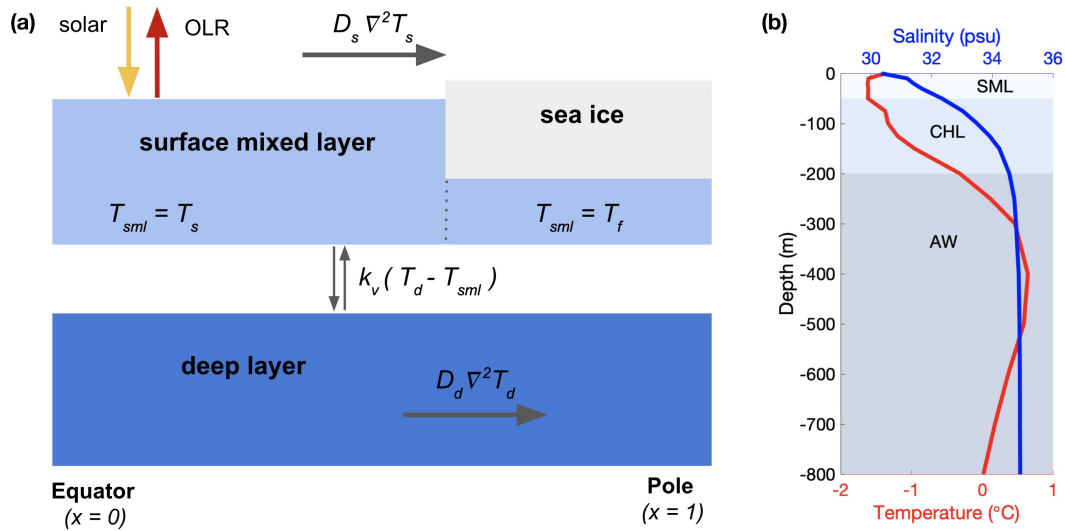 (a)
solar
OLR
D_s ∇²T_s
surface mixed layer
sea ice
T_sml = T_s
T_sml = T_f
k_v ( T_d - T_sml )
deep layer
D_d ∇²T_d
Equator
(x = 0)
Pole
(x = 1)
(b)
Salinity (psu)
30 32 34 36
0
-100
-200
-300
-400
-500
-600
-700
-800
Depth (m)
SML
CHL
AW
-2 -1 0 1
Temperature (°C)